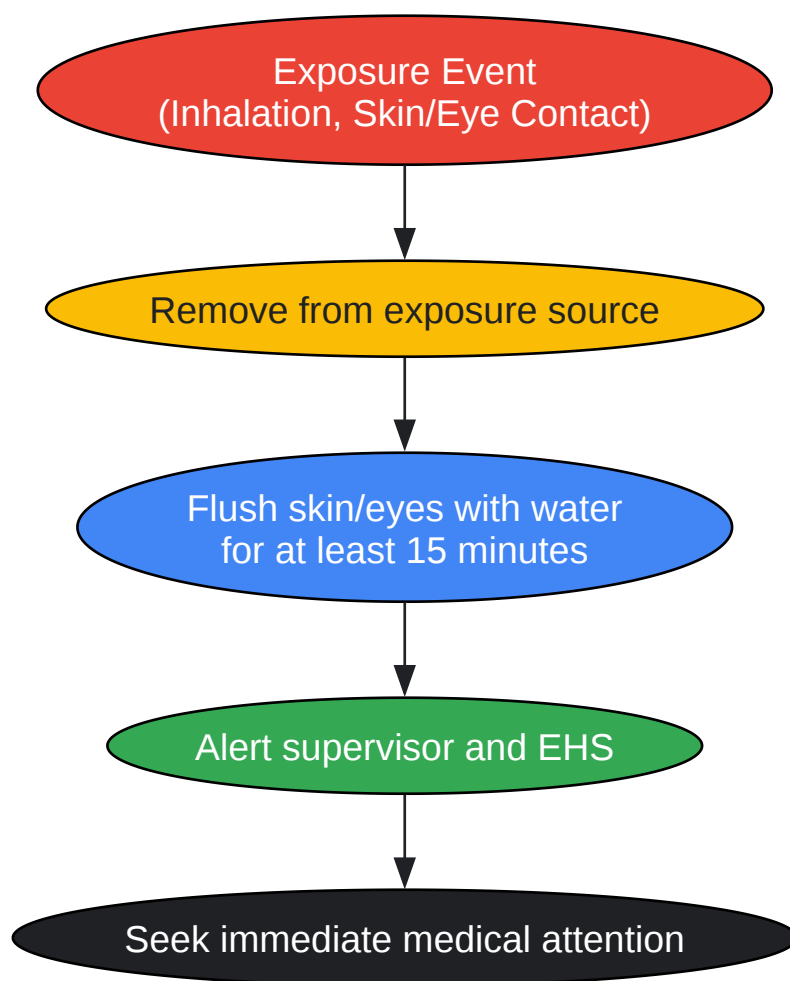 Exposure Event
(Inhalation, Skin/Eye Contact)
Remove from exposure source
Flush skin/eyes with water
for at least 15 minutes
Alert supervisor and EHS
Seek immediate medical attention